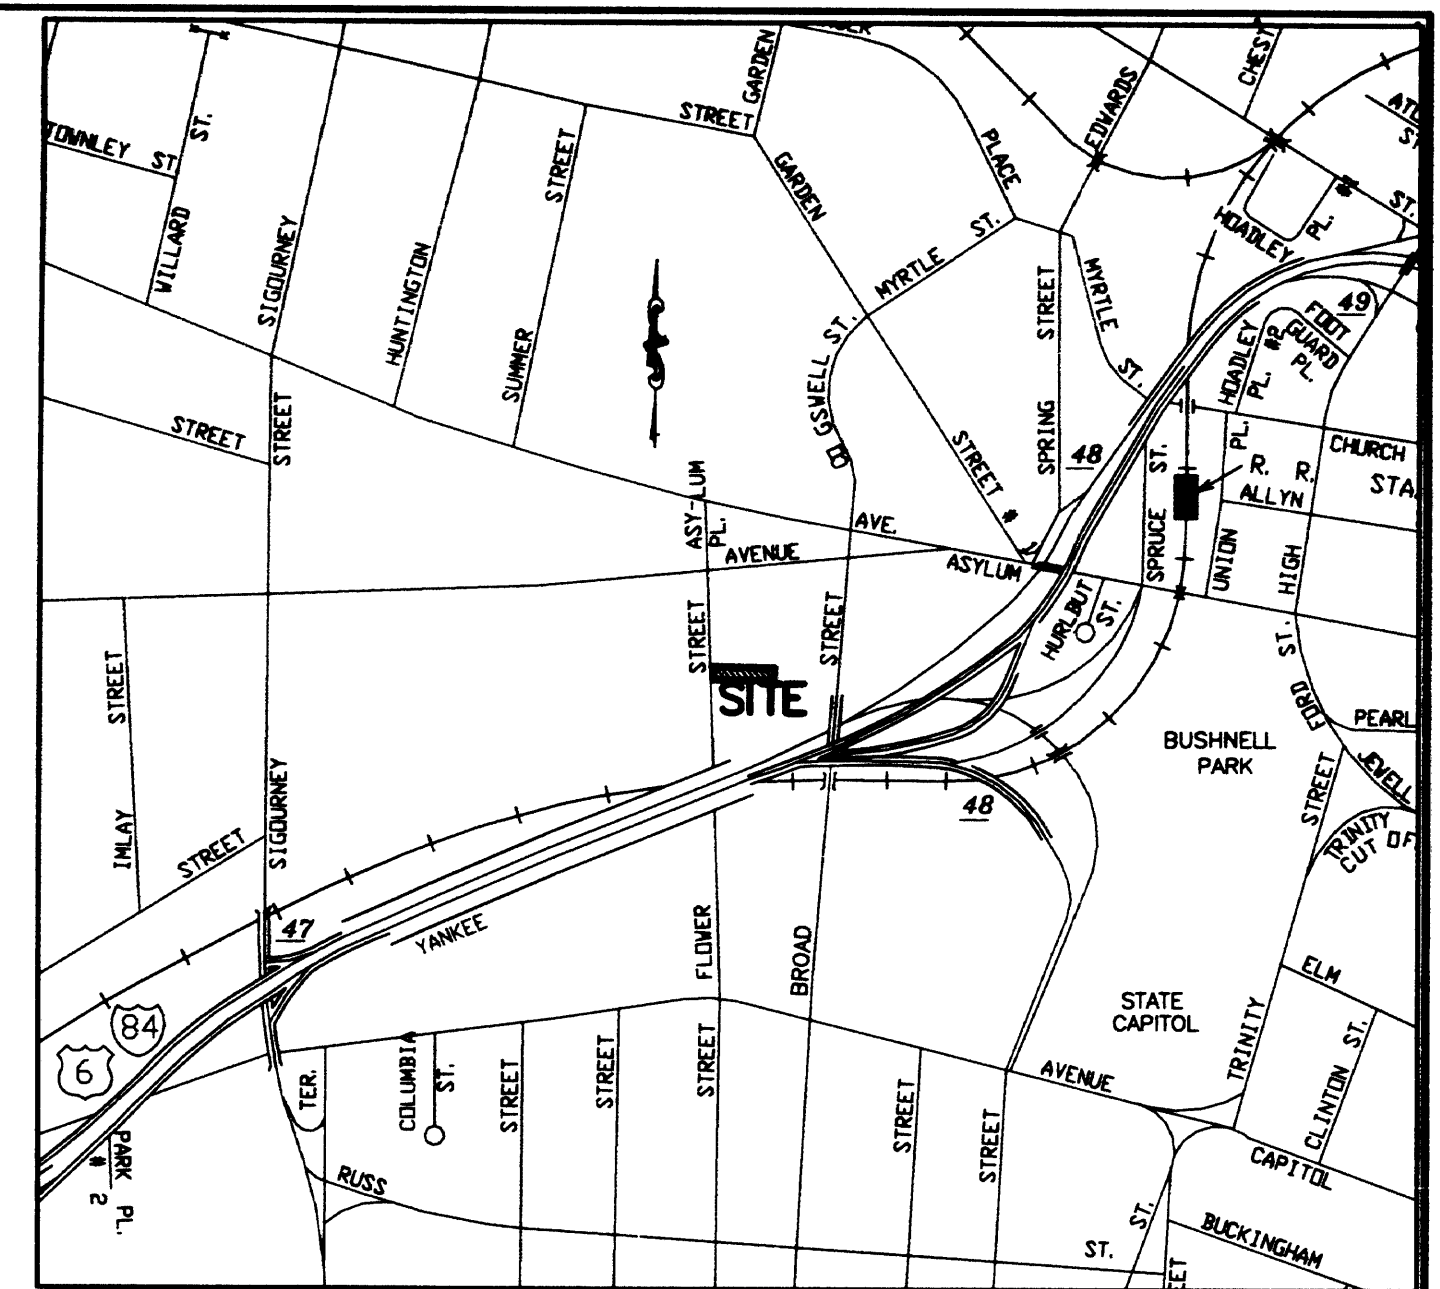 GARDEN
STREET
EDWARDS
CHEST
ST.
TOWNLEY ST
STREET
PLACE
GARDEN
WILLARD
SIGOURNEY
HUNTINGTON
SUMMER
MYRTLE ST.
HOADLEY PL.
#1
ST.
STREET
MYRTLE
ST.
49
FOOT
GUARD
PL.
HOADLEY
PL. #2
GSWELL ST.
STREET
STREET
STREET #
SPRING
48
ST.
PL.
R. R.
CHURCH
STA.
ALLYN
ASY-LUM
PL.
AVE.
AVENUE
ASYLUM
SPRUCE
UNION
HIGH
HURLBUT
ST.
STREET
STREET
STREET
SITE
ST.
FORD
PEARL
BUSHNELL
PARK
JEWELL
STREET
TRINITY
CUT OF
48
SIGOURNEY
IMLAY
STREET
47
YANKEE
FLOWER
BROAD
ELM
STATE
CAPITOL
TRINITY
CLINTON ST.
84
6
TER.
COLUMBIA
ST.
STREET
STREET
STREET
STREET
STREET
AVENUE
CAPITOL
PARK PL.
# 2
RUSS
ST.
ST.
BUCKINGHAM